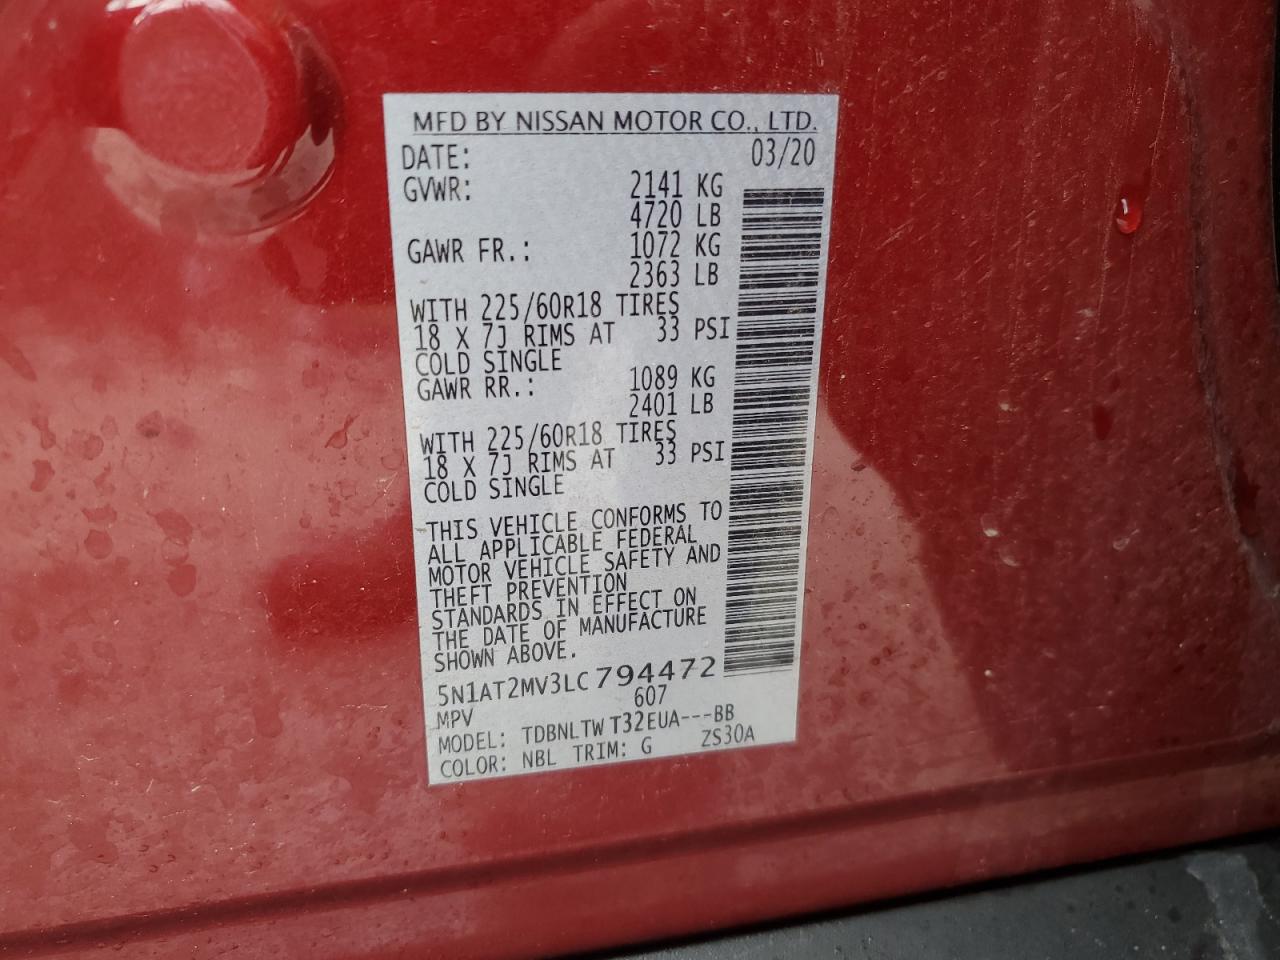 MFD BY NISSAN MOTOR CO., LTD.
DATE: 03/20
GVWR: 2141 KG
4720 LB
GAWR FR.: 1072 KG
2363 LB
WITH 225/60R18 TIRES
18 X 7J RIMS AT 33 PSI
COLD SINGLE
GAWR RR.: 1089 KG
2401 LB
WITH 225/60R18 TIRES
18 X 7J RIMS AT 33 PSI
COLD SINGLE
THIS VEHICLE CONFORMS TO
ALL APPLICABLE FEDERAL
MOTOR VEHICLE SAFETY AND
THEFT PREVENTION
STANDARDS IN EFFECT ON
THE DATE OF MANUFACTURE
SHOWN ABOVE.
5N1AT2MV3LC794472
MPV 607
MODEL: TDBNLTWT32EUA---BB
COLOR: NBL TRIM: G ZS30A